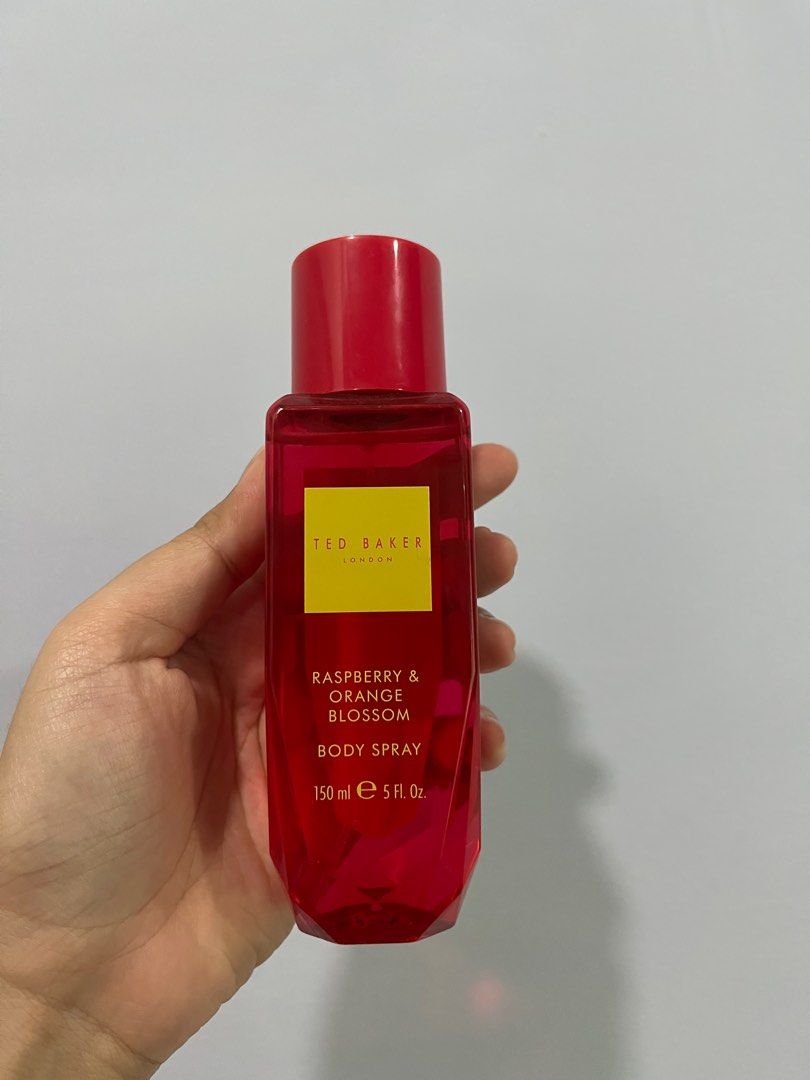 TED BAKER
LONDON
RASPBERRY &
ORANGE
BLOSSOM
BODY SPRAY
150 ml ℮ 5 Fl. Oz.